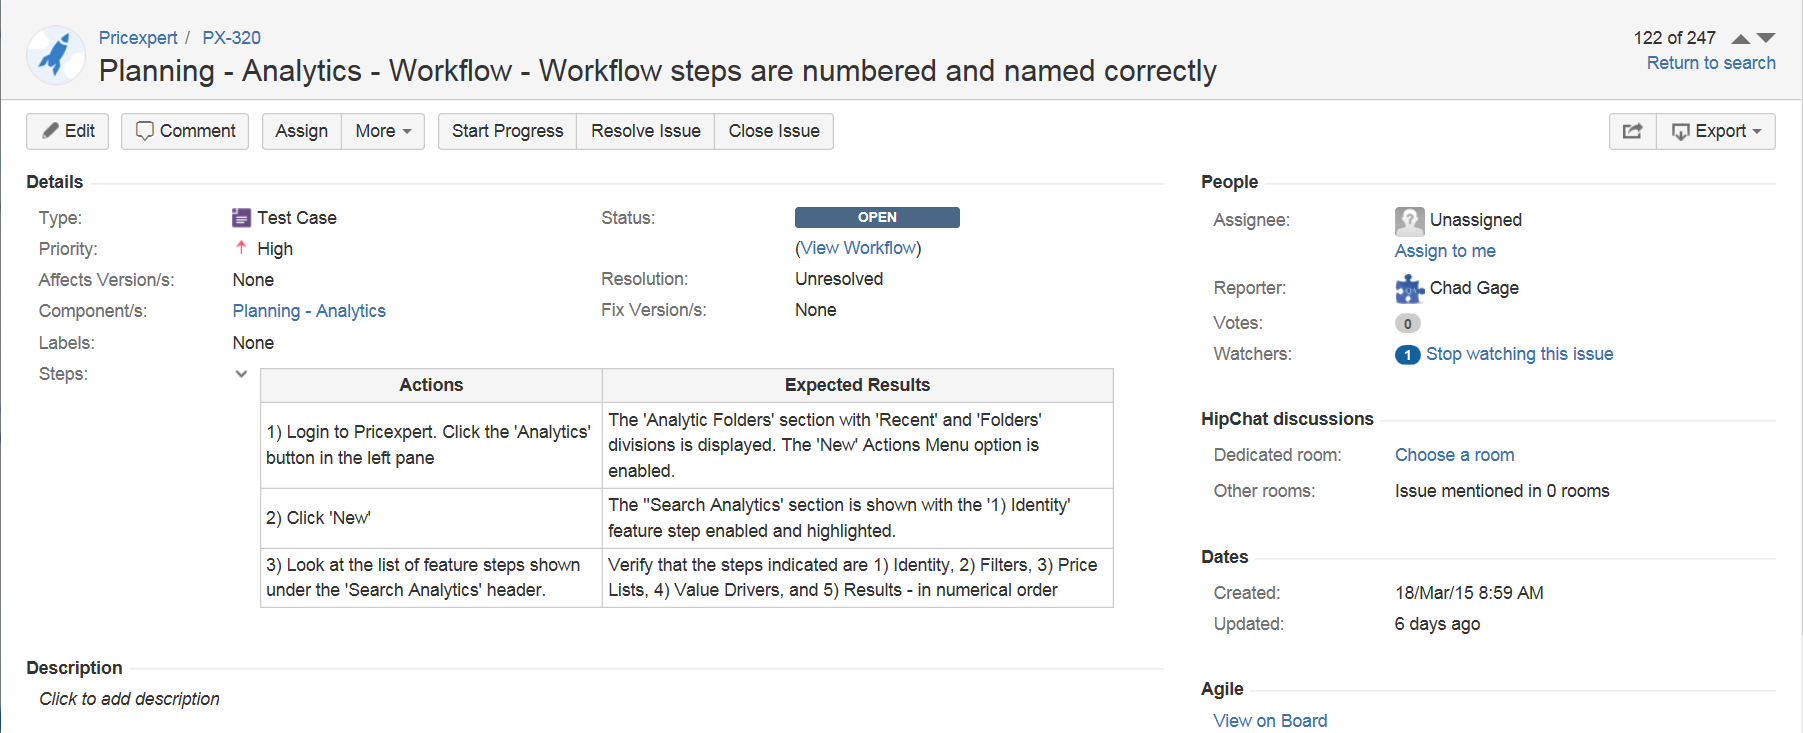 Pricexpert / PX-320
Planning - Analytics - Workflow - Workflow steps are numbered and named correctly
122 of 247
Return to search
Edit
Comment
Assign
More
Start Progress
Resolve Issue
Close Issue
Export
Details
Type: Test Case
Priority: High
Affects Version/s: None
Component/s: Planning - Analytics
Labels: None
Status: OPEN
(View Workflow)
Resolution: Unresolved
Fix Version/s: None
Steps:
Actions
Expected Results
1) Login to Pricexpert. Click the 'Analytics'
button in the left pane
The 'Analytic Folders' section with 'Recent' and 'Folders'
divisions is displayed. The 'New' Actions Menu option is
enabled.
2) Click 'New'
The "Search Analytics' section is shown with the '1) Identity'
feature step enabled and highlighted.
3) Look at the list of feature steps shown
under the 'Search Analytics' header.
Verify that the steps indicated are 1) Identity, 2) Filters, 3) Price
Lists, 4) Value Drivers, and 5) Results - in numerical order
Description
Click to add description
People
Assignee: Unassigned
Assign to me
Reporter: Chad Gage
Votes: 0
Watchers: 1 Stop watching this issue
HipChat discussions
Dedicated room: Choose a room
Other rooms: Issue mentioned in 0 rooms
Dates
Created: 18/Mar/15 8:59 AM
Updated: 6 days ago
Agile
View on Board